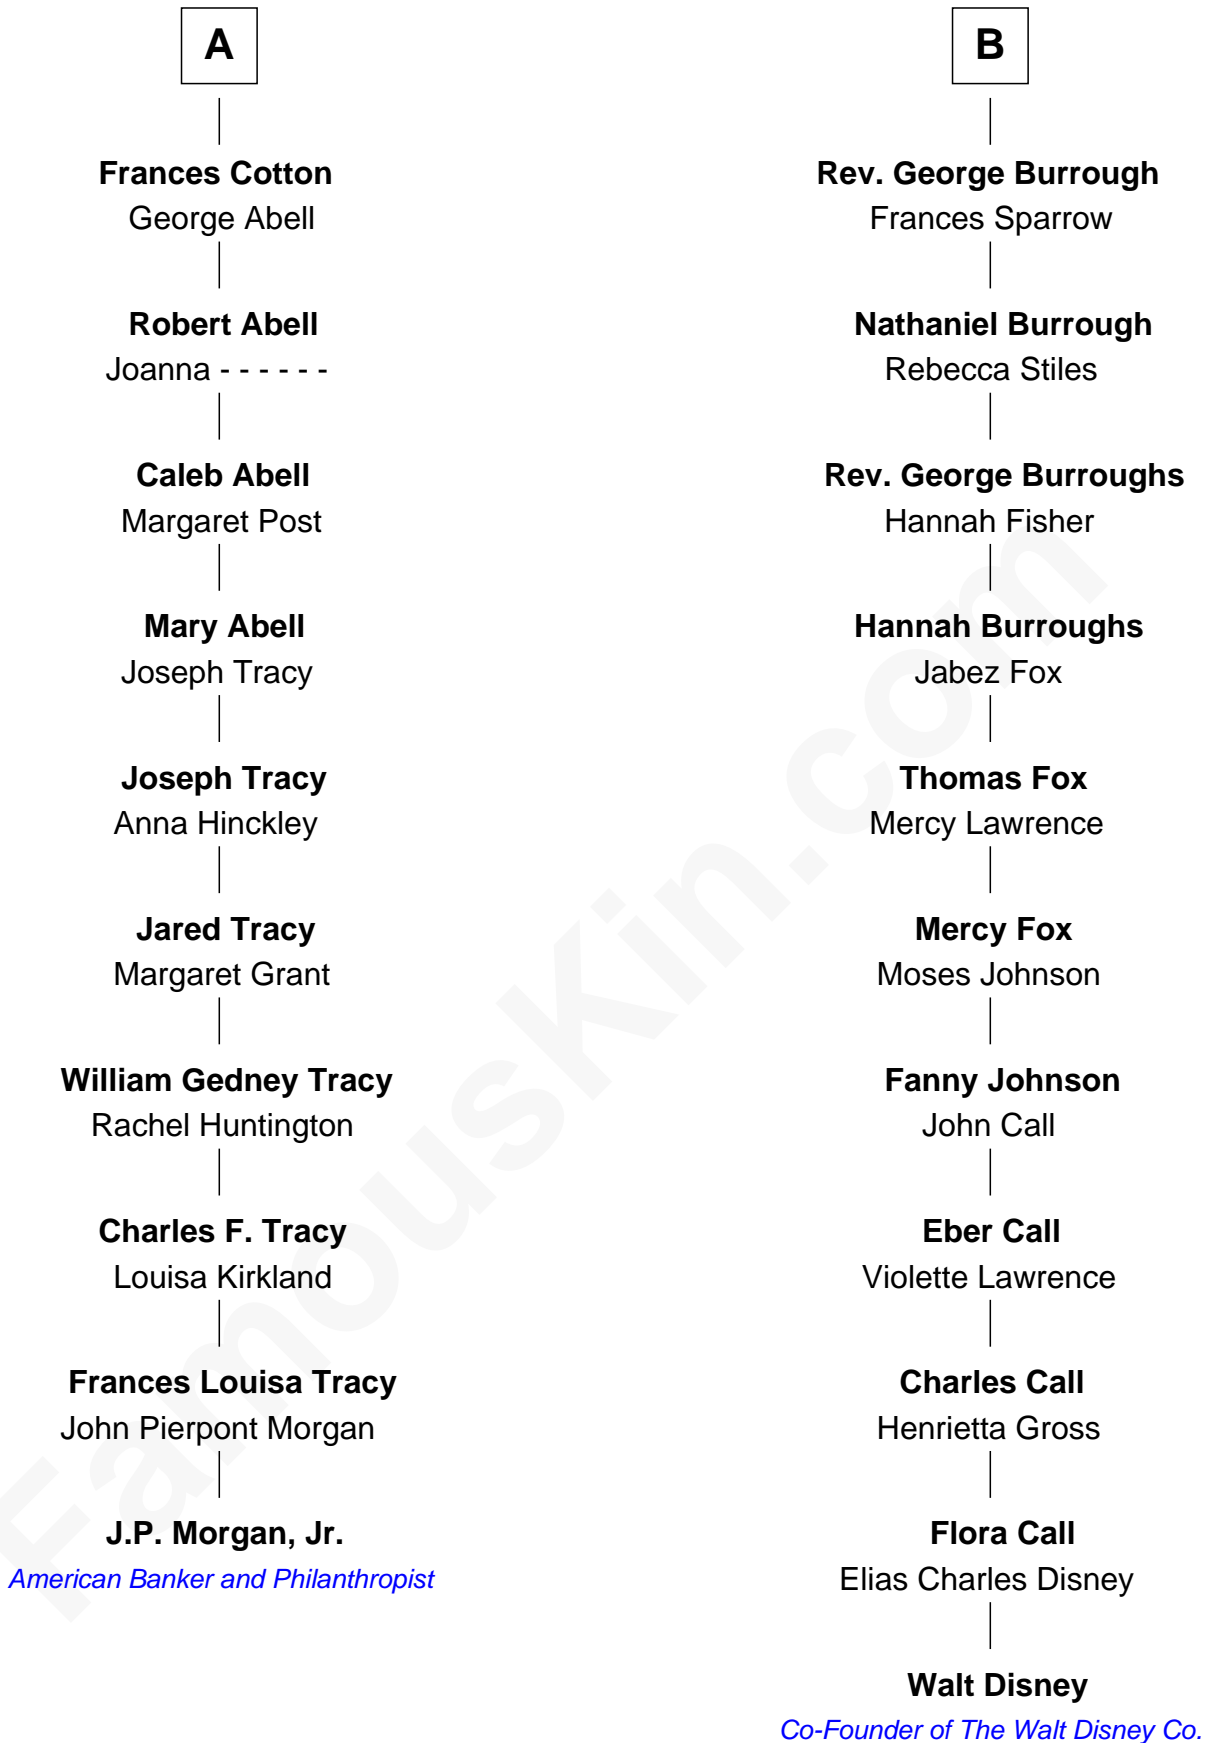 A
Frances Cotton
George Abell
Robert Abell
Joanna - - - - - -
Caleb Abell
Margaret Post
Mary Abell
Joseph Tracy
Joseph Tracy
Anna Hinckley
Jared Tracy
Margaret Grant
William Gedney Tracy
Rachel Huntington
Charles F. Tracy
Louisa Kirkland
Frances Louisa Tracy
John Pierpont Morgan
J.P. Morgan, Jr.
American Banker and Philanthropist
B
Rev. George Burrough
Frances Sparrow
Nathaniel Burrough
Rebecca Stiles
Rev. George Burroughs
Hannah Fisher
Hannah Burroughs
Jabez Fox
Thomas Fox
Mercy Lawrence
Mercy Fox
Moses Johnson
Fanny Johnson
John Call
Eber Call
Violette Lawrence
Charles Call
Henrietta Gross
Flora Call
Elias Charles Disney
Walt Disney
Co-Founder of The Walt Disney Co.
FamousKin.com